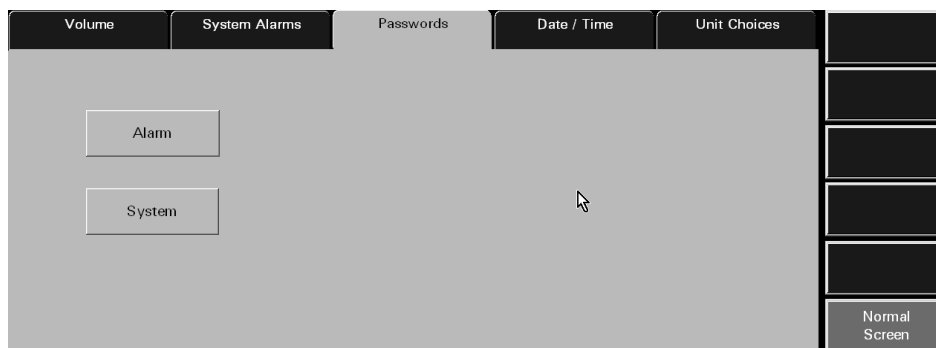 Volume
System Alarms
Passwords
Date / Time
Unit Choices
Alarm
System
Normal
Screen